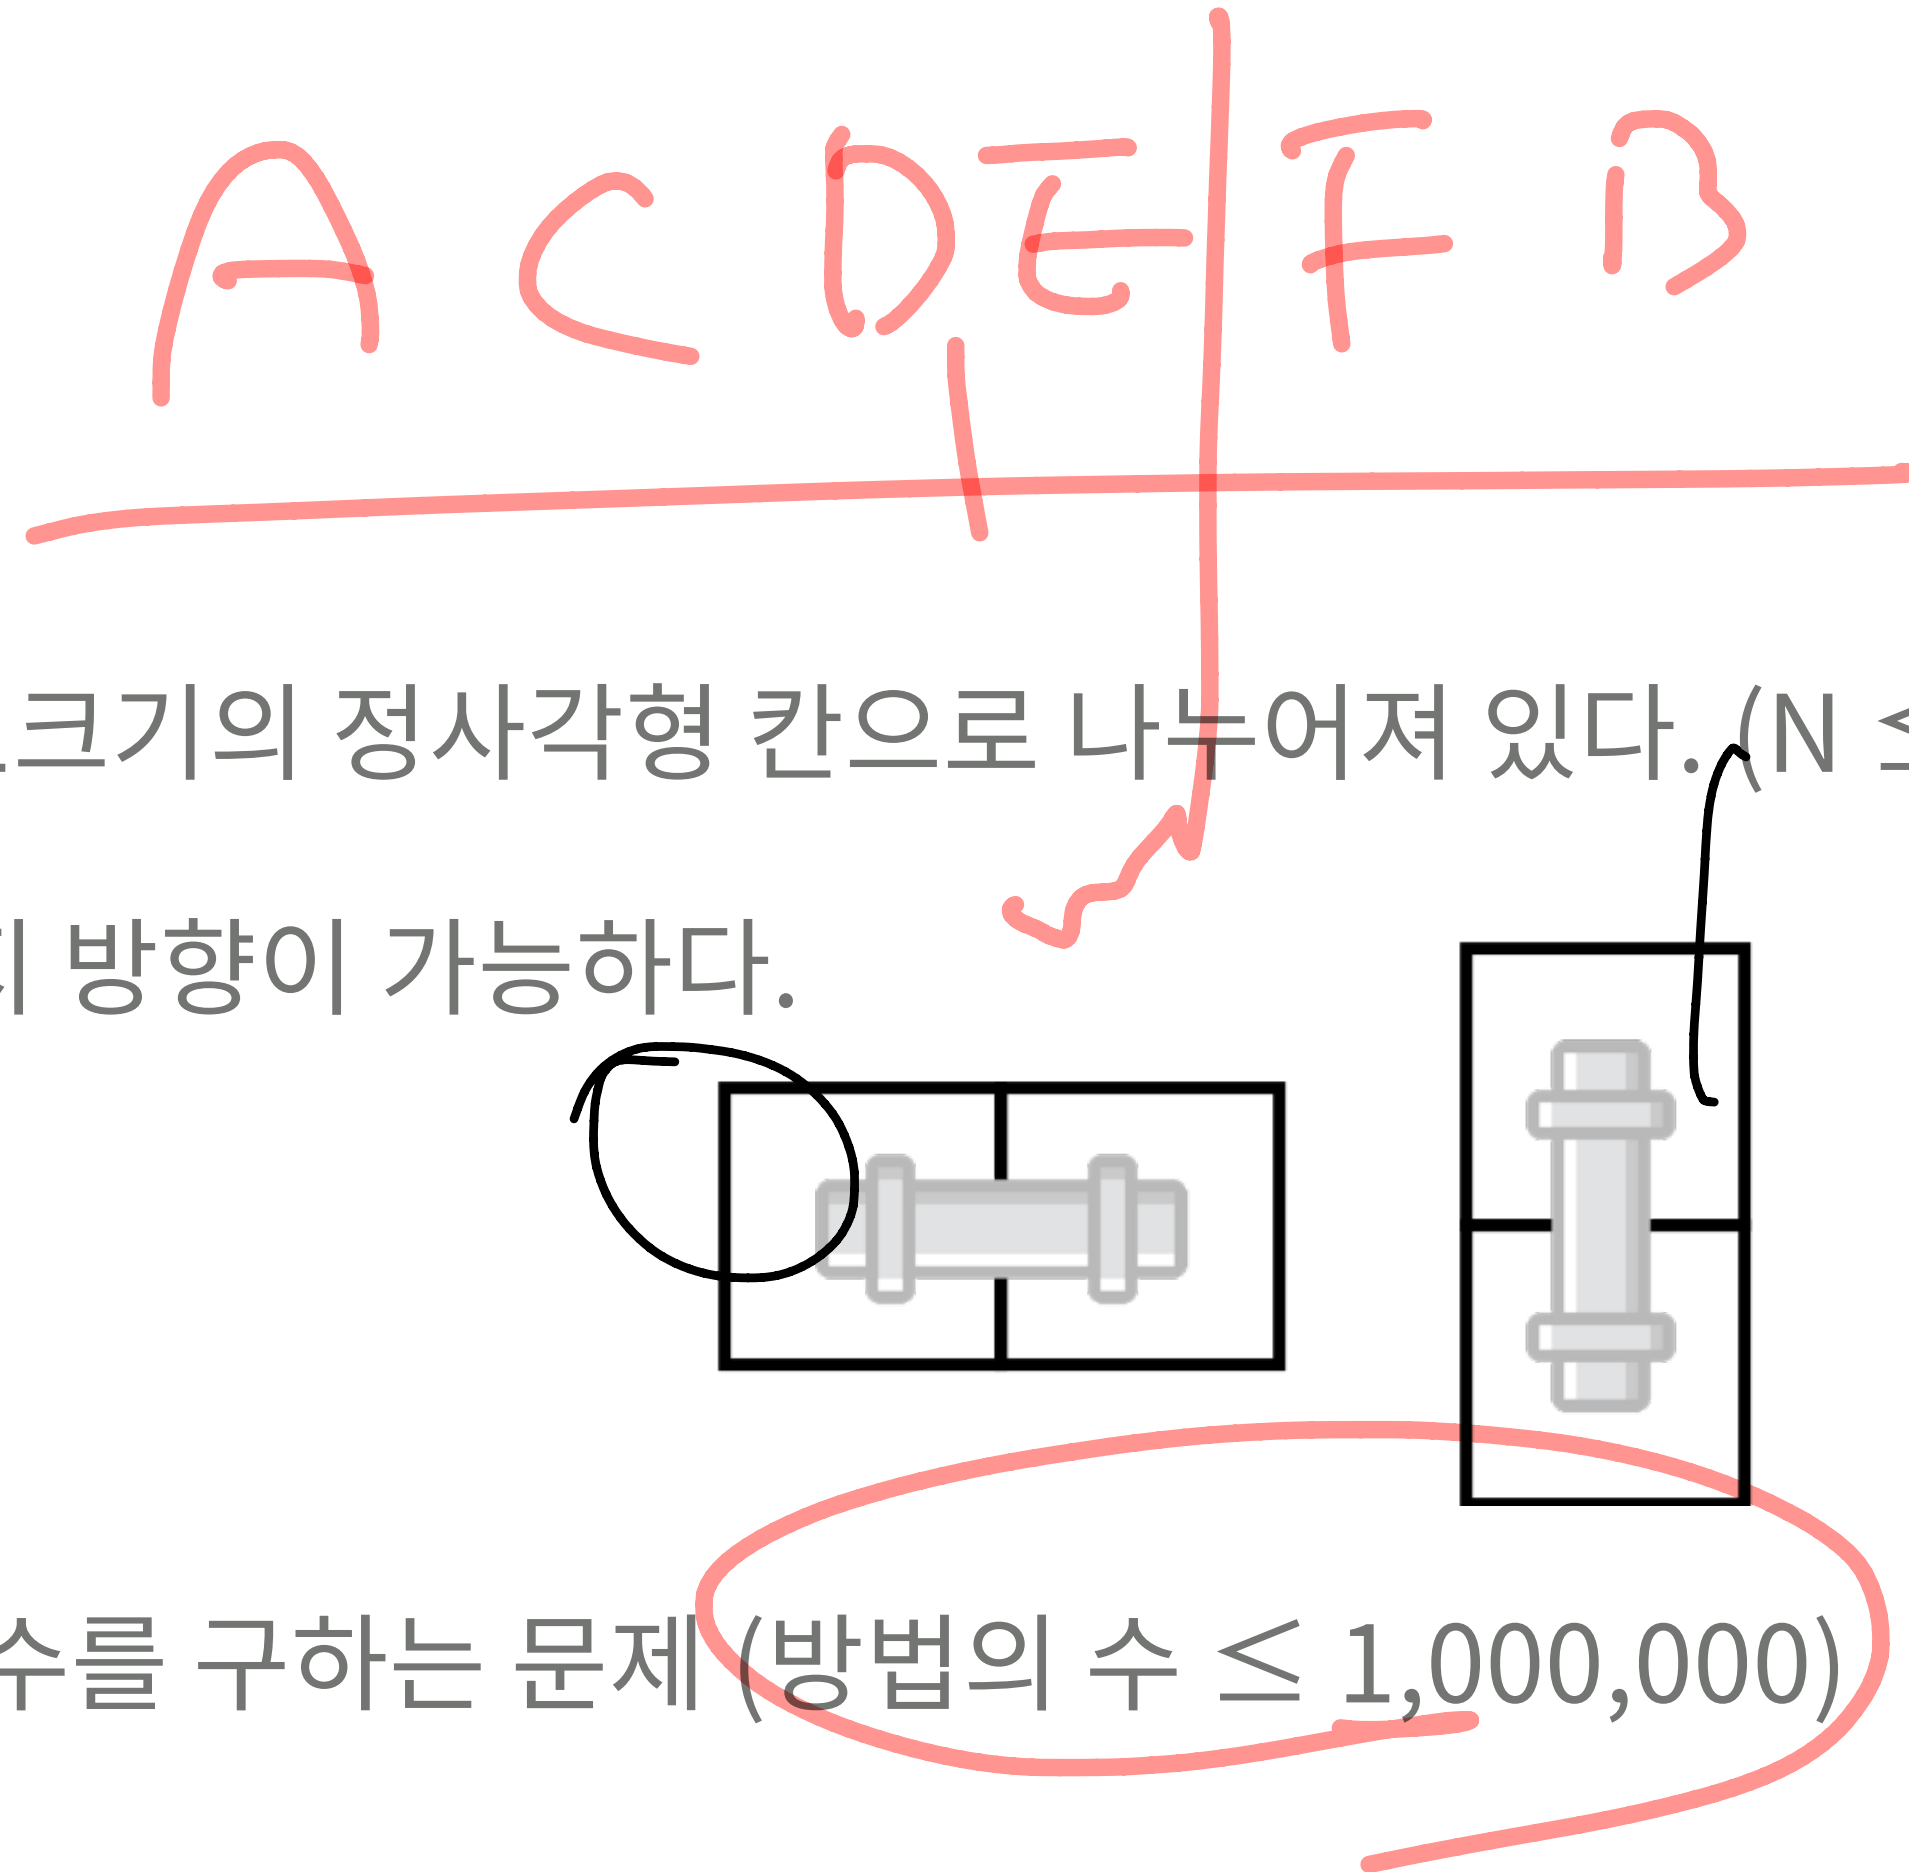 A C D E F B
크기의 정사각형 칸으로 나누어져 있다. (N ≤
방향이 가능하다.
수를 구하는 문제 (방법의 수 ≤ 1,000,000)